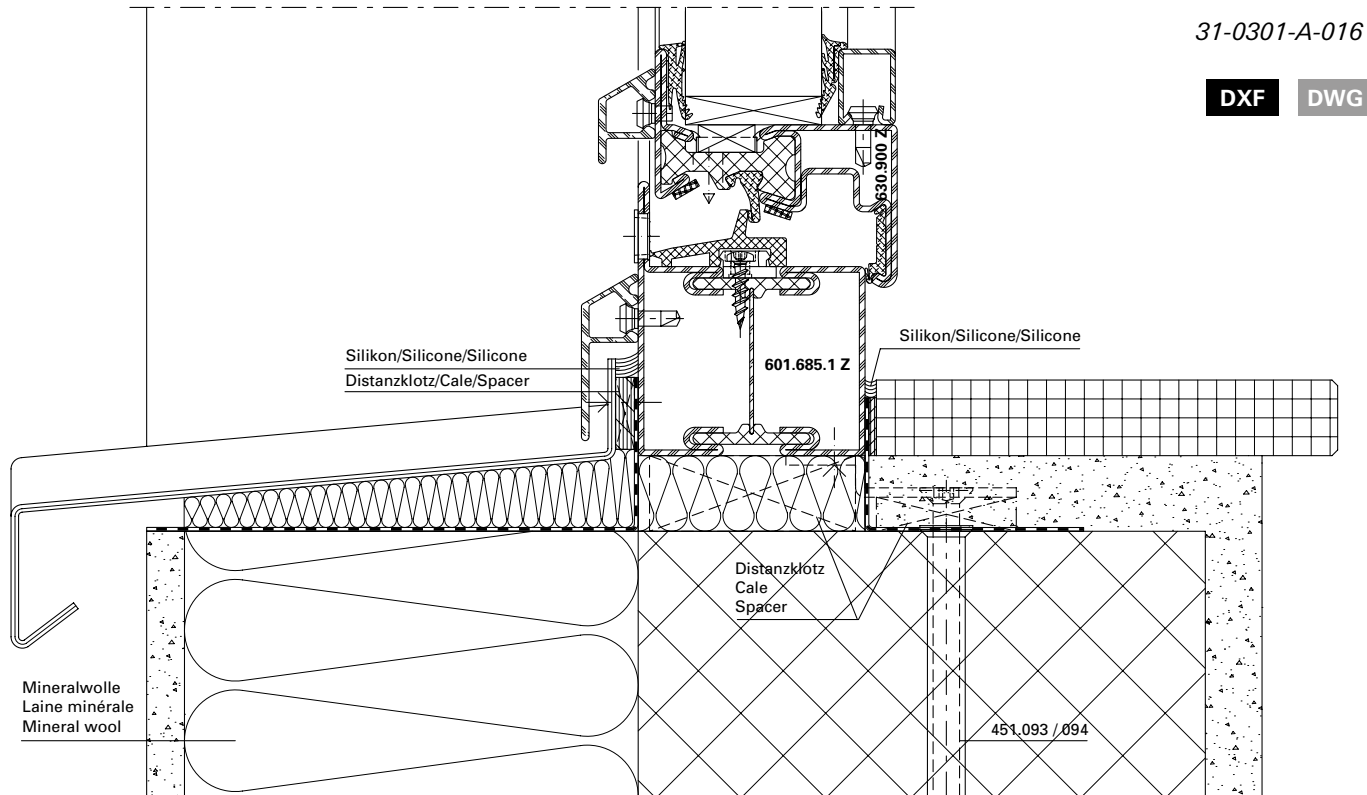 31-0301-A-016
DXF DWG
630.900 Z
Silikon/Silicone/Silicone
Silikon/Silicone/Silicone
Distanzklotz/Cale/Spacer
601.685.1 Z
Distanzklotz
Cale
Spacer
Mineralwolle
Laine minérale
Mineral wool
451.093 / 094